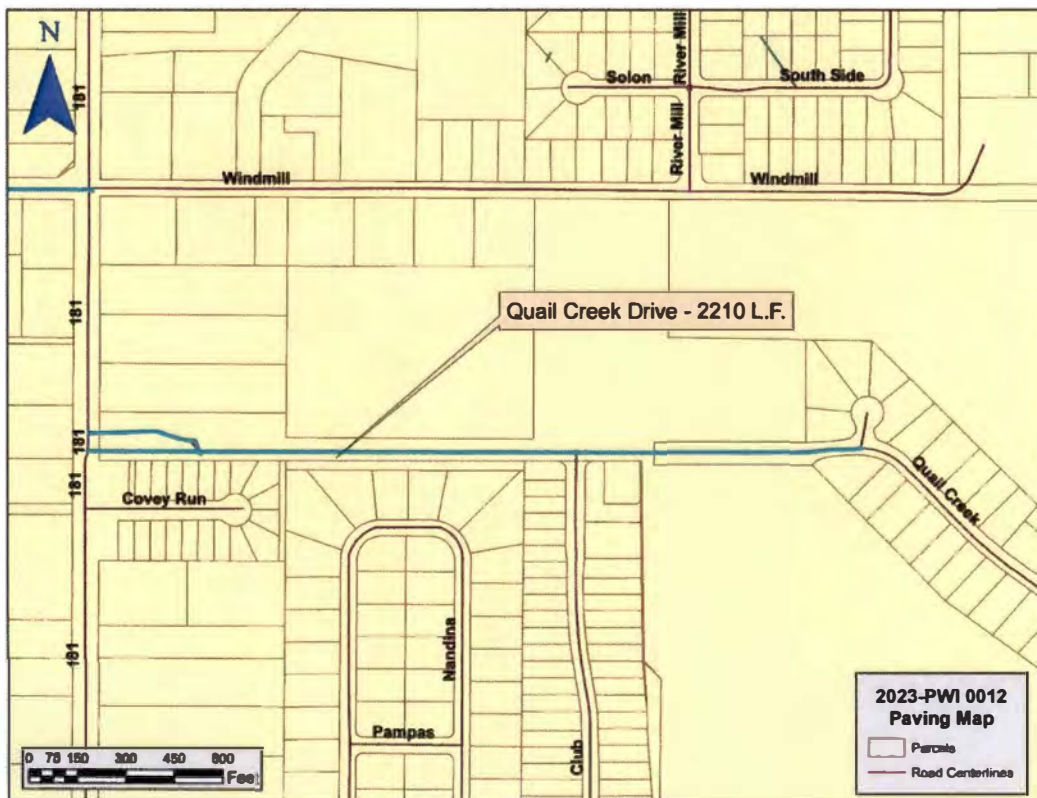 N
181
Solon
River Mill
South Side
River Mill
Windmill
Windmill
181
Quail Creek Drive - 2210 L.F.
181
181
Covey Run
Quail Creek
Nandina
181
Pampas
Club
2023-PWI 0012
Paving Map
Parcels
Road Centerlines
0 75 150 300 450 600
Feet